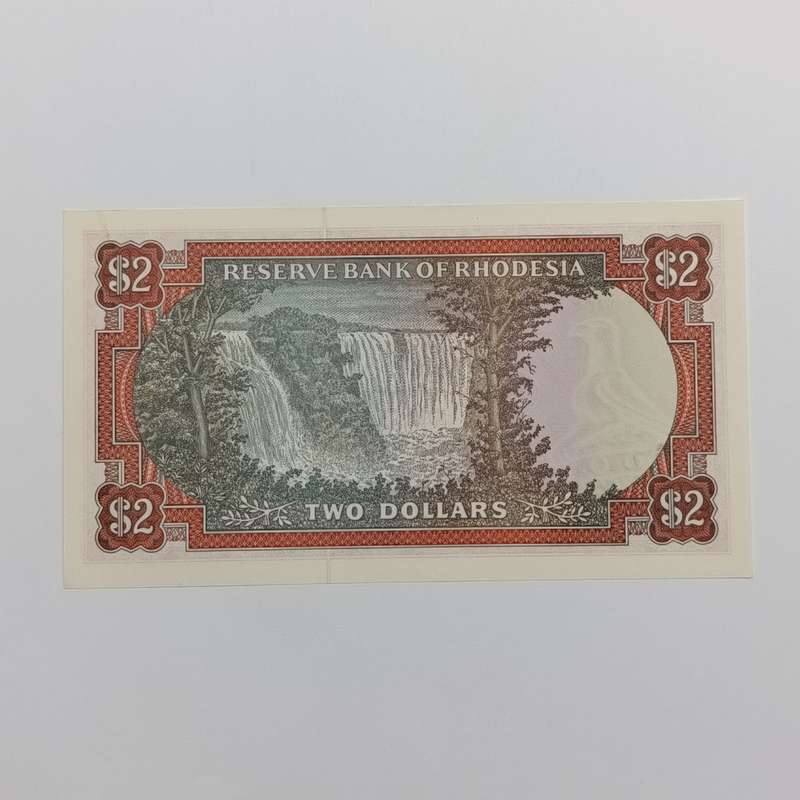 RESERVE BANK OF RHODESIA
$2 $2
TWO DOLLARS
$2 $2